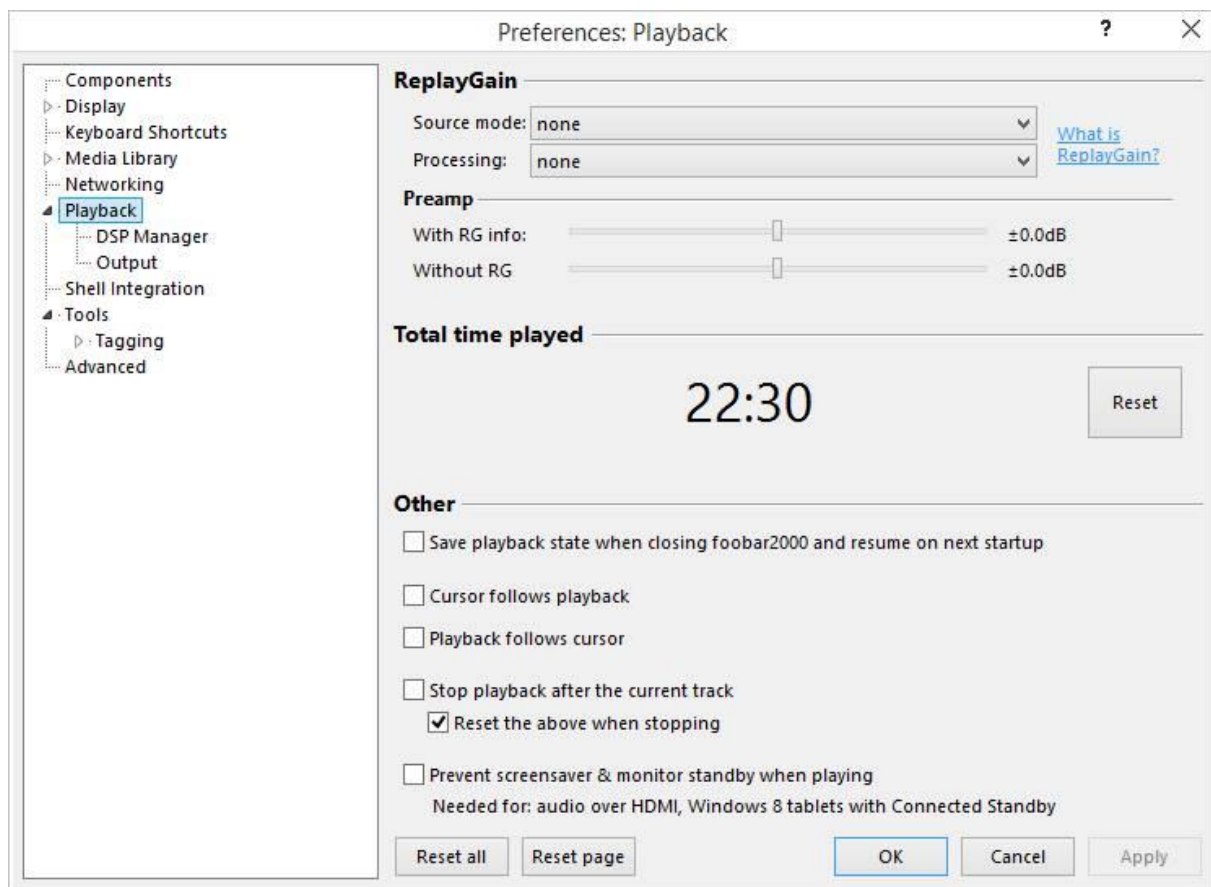 Preferences: Playback
?
Components
Display
Keyboard Shortcuts
Media Library
Networking
Playback
DSP Manager
Output
Shell Integration
Tools
Tagging
Advanced
ReplayGain
Source mode: none
What is
ReplayGain?
Processing: none
Preamp
With RG info: ±0.0dB
Without RG ±0.0dB
Total time played
22:30
Reset
Other
Save playback state when closing foobar2000 and resume on next startup
Cursor follows playback
Playback follows cursor
Stop playback after the current track
Reset the above when stopping
Prevent screensaver & monitor standby when playing
Needed for: audio over HDMI, Windows 8 tablets with Connected Standby
Reset all
Reset page
OK
Cancel
Apply